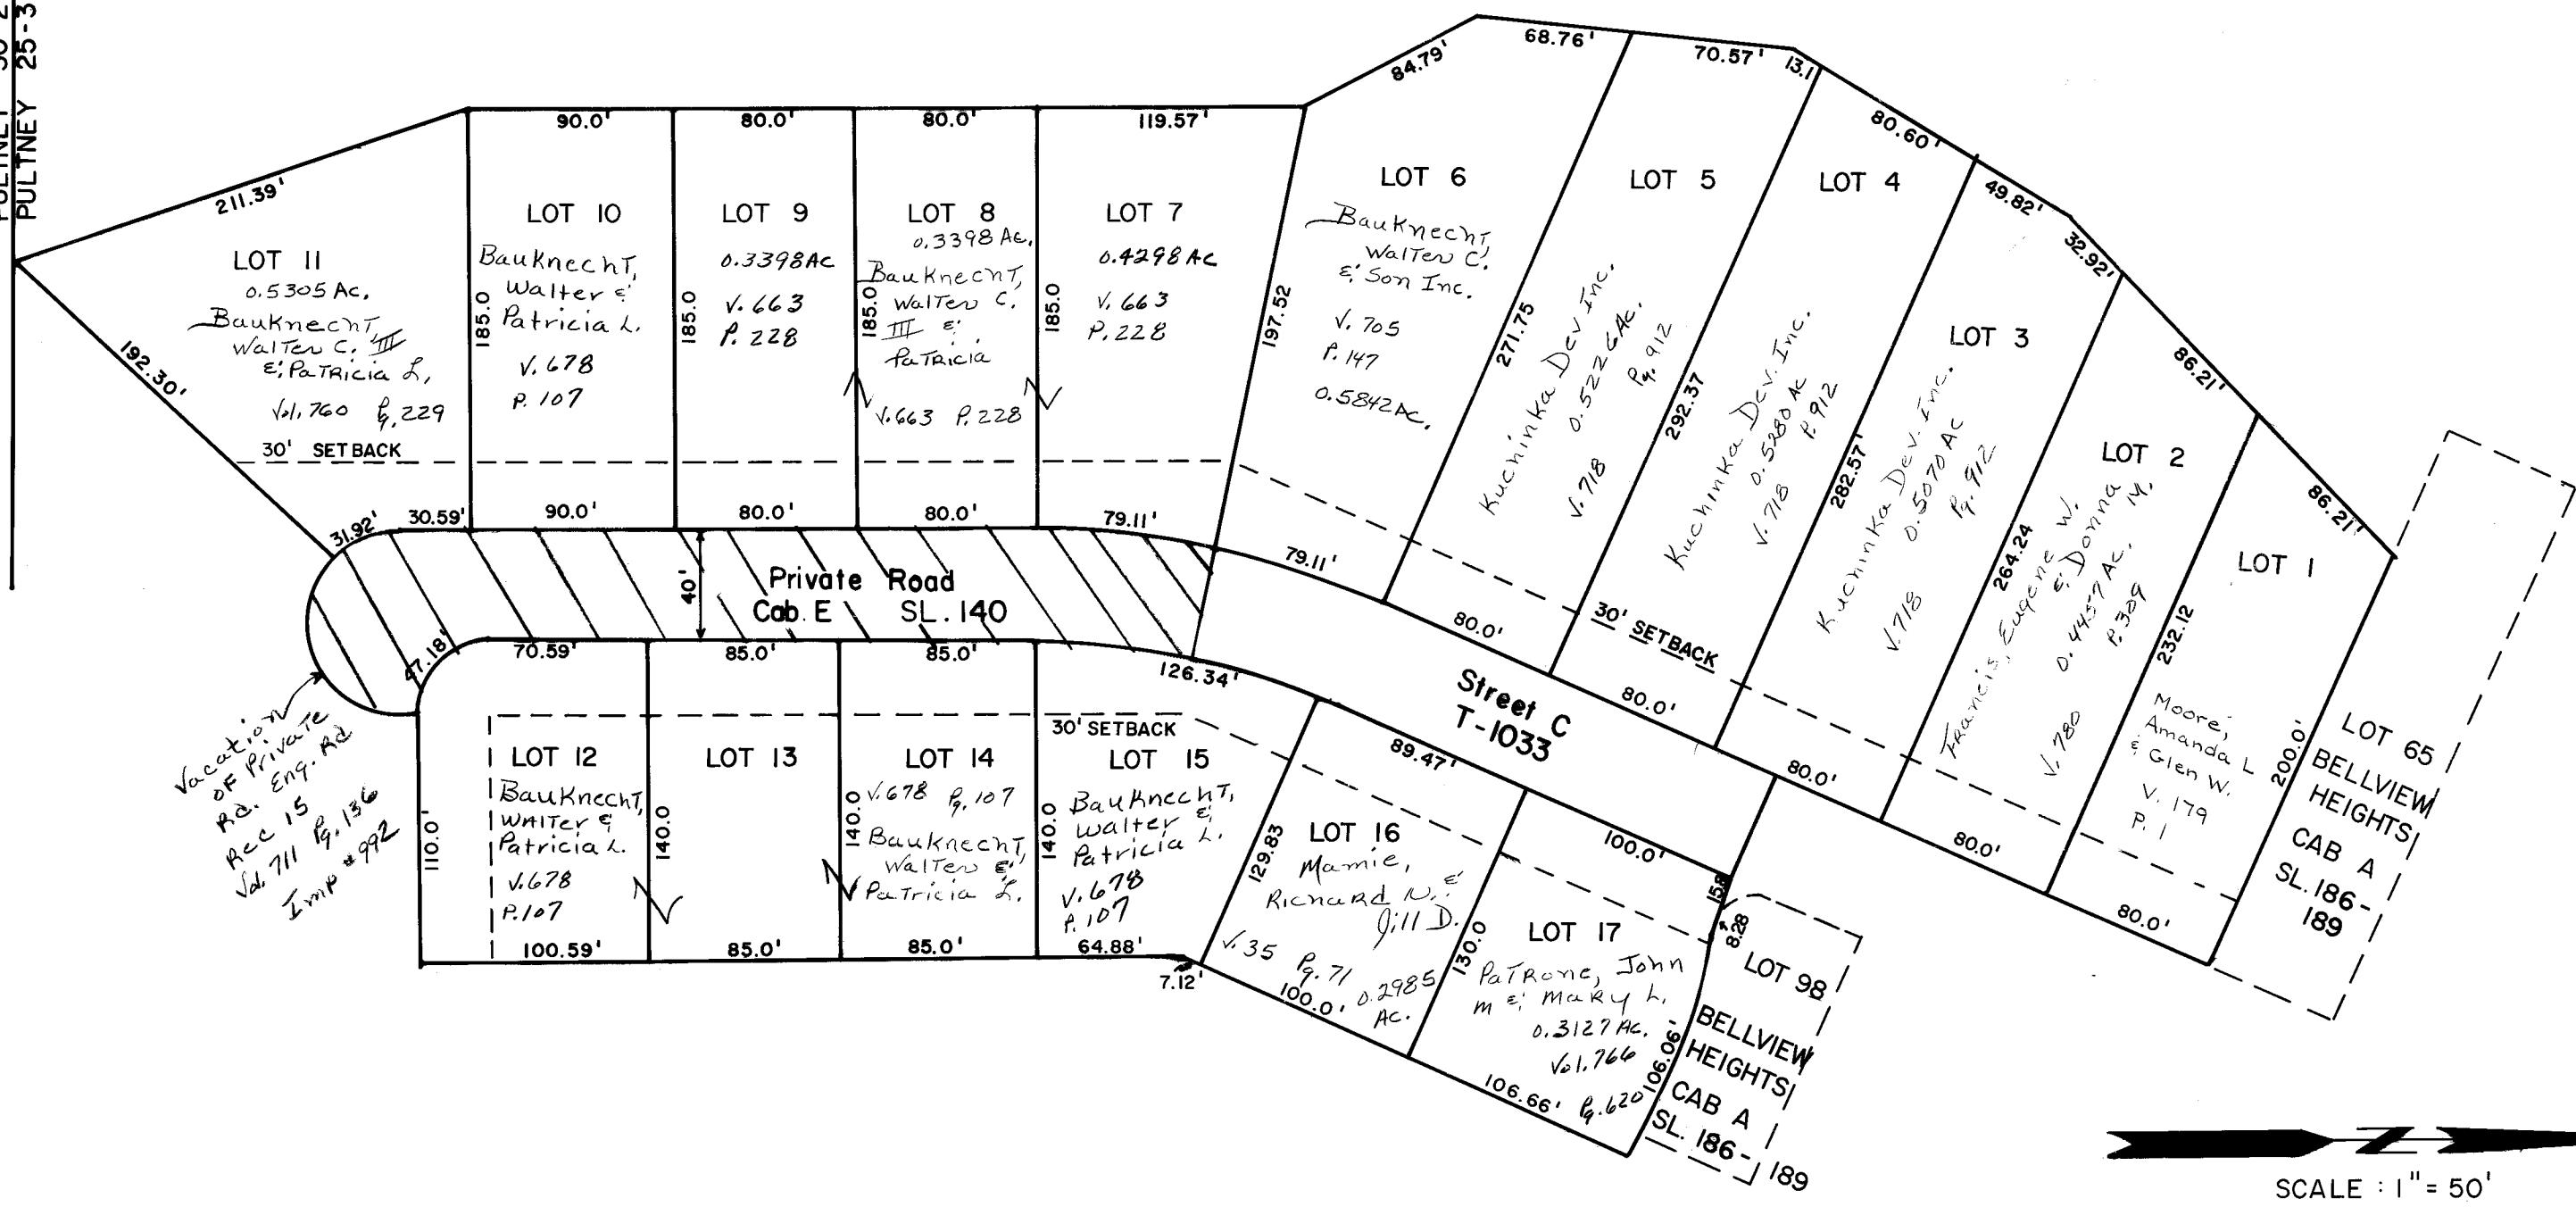 PULTNEY 25-3
84.79'
68.76'
70.57'
13.1
80.60'
49.82'
32.92'
86.21'
86.21'
90.0'
80.0'
80.0'
119.57'
211.39'
192.30'
LOT 11
0.5305 Ac.
Bauknecht,
Walter C. III
& Patricia L.
Vol. 760 Pg. 229
30' SETBACK
31.92'
30.59'
185.0
LOT 10
Bauknecht,
Walter &
Patricia L.
V. 678
P. 107
90.0'
185.0
LOT 9
0.3398 Ac
V. 663
P. 228
80.0'
185.0
LOT 8
0.3398 Ac.
Bauknecht,
Walter C.
III &
Patricia
V. 663 P. 228
80.0'
185.0
LOT 7
0.4298 Ac
V. 663
P. 228
79.11'
197.52
LOT 6
Bauknecht,
Walter C.
& Son Inc.
V. 705
P. 147
0.5842 Ac.
79.11'
271.75
LOT 5
Kuchinka Dev Inc.
0.5226 Ac.
V. 718 Pg. 912
80.0'
292.37
LOT 4
Kuchinka Dev. Inc.
0.5280 Ac
V. 718 P. 912
80.0'
282.57'
LOT 3
Kuchinka Dev. Inc.
0.5070 Ac
V. 718 Pg. 912
80.0'
264.24
LOT 2
Francis, Eugene W.
& Donna M.
0.4457 Ac.
V. 780 P. 309
80.0'
232.12
LOT 1
Moore,
Amanda L
& Glen W.
V. 179
P. 1
80.0'
200.0'
30' SETBACK
LOT 65
BELLVIEW
HEIGHTS
CAB A
SL. 186-
189
40'
Private Road
Cab. E SL. 140
Street C
T-1033
47.18'
70.59'
85.0'
85.0'
126.34'
89.47'
100.0'
Vacation
of Private
Rd. Eng. Rd
Rec 15
Vol. 711 Pg. 136
Imp # 992
110.0'
LOT 12
Bauknecht,
Walter &
Patricia L.
V. 678
P. 107
100.59'
140.0
LOT 13
85.0'
140.0
LOT 14
V. 678 Pg. 107
Bauknecht,
Walter &
Patricia L.
85.0'
140.0
30' SETBACK
LOT 15
Bauknecht,
Walter &
Patricia L.
V. 678
P. 107
64.88'
7.12'
129.83
LOT 16
Mamie,
Richard N. &
Jill D.
V. 35 Pg. 71
0.2985
Ac.
100.0'
130.0
LOT 17
Patrone, John
M & Mary L.
0.3127 Ac.
Vol. 766
Pg. 620
106.66'
106.06'
8.28
LOT 98
BELLVIEW
HEIGHTS
CAB A
SL. 186-
189
SCALE : 1" = 50'